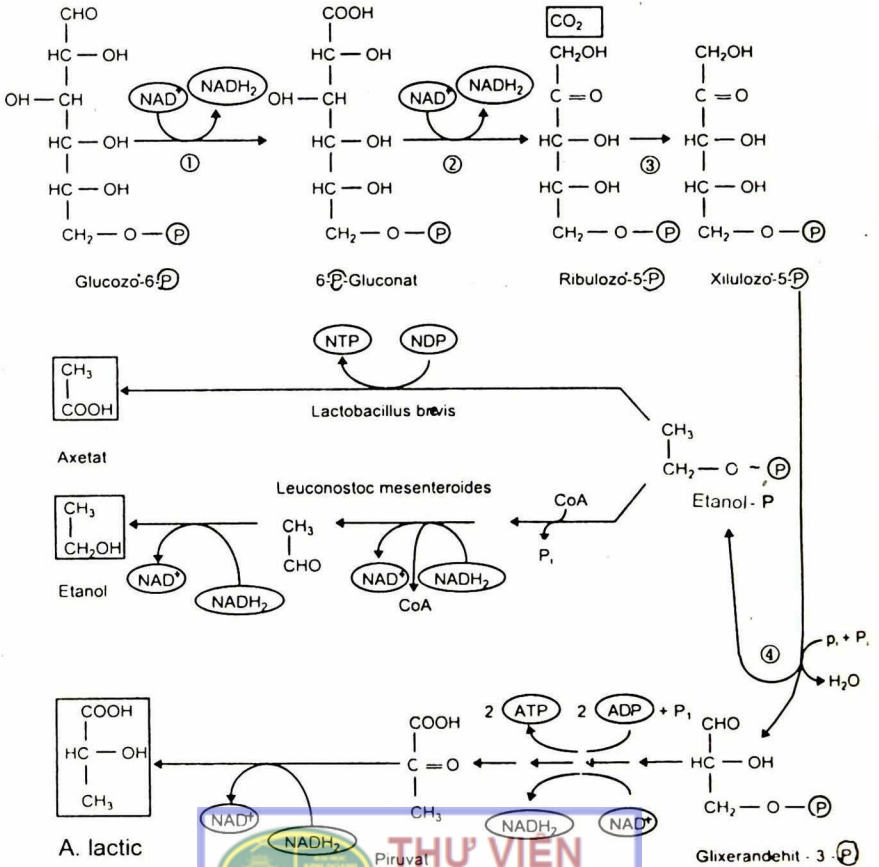 CHO
HC — OH
OH — CH
HC — OH
HC — OH
CH₂ — O — Ⓟ
Glucozơ-6-Ⓟ
NAD⁺ NADH₂
①
COOH
HC — OH
OH — CH
HC — OH
HC — OH
CH₂ — O — Ⓟ
6-Ⓟ-Gluconat
NAD⁺ NADH₂
②
CO₂
CH₂OH
C = O
HC — OH
HC — OH
CH₂ — O — Ⓟ
Ribulozơ-5-Ⓟ
③
CH₂OH
C = O
HC — OH
HC — OH
CH₂ — O — Ⓟ
Xilulozơ-5-Ⓟ
NTP NDP
CH₃
COOH
Axetat
Lactobacillus brevis
CH₃
CH₂ — O ~ Ⓟ
Etanol - P
Leuconostoc mesenteroides
CH₃
CH₂OH
Etanol
NAD⁺ NADH₂
CH₃
CHO
NAD⁺ NADH₂
CoA
CoA
Pᵢ
④
pᵢ + Pᵢ
H₂O
COOH
HC — OH
CH₃
A. lactic
NAD⁺
NADH₂
COOH
C = O
CH₃
Piruvat
2 ATP 2 ADP + P₁
NADH₂ NAD⁺
CHO
HC — OH
CH₂ — O — Ⓟ
Glixerandehit - 3 - Ⓟ
THƯ VIỆN